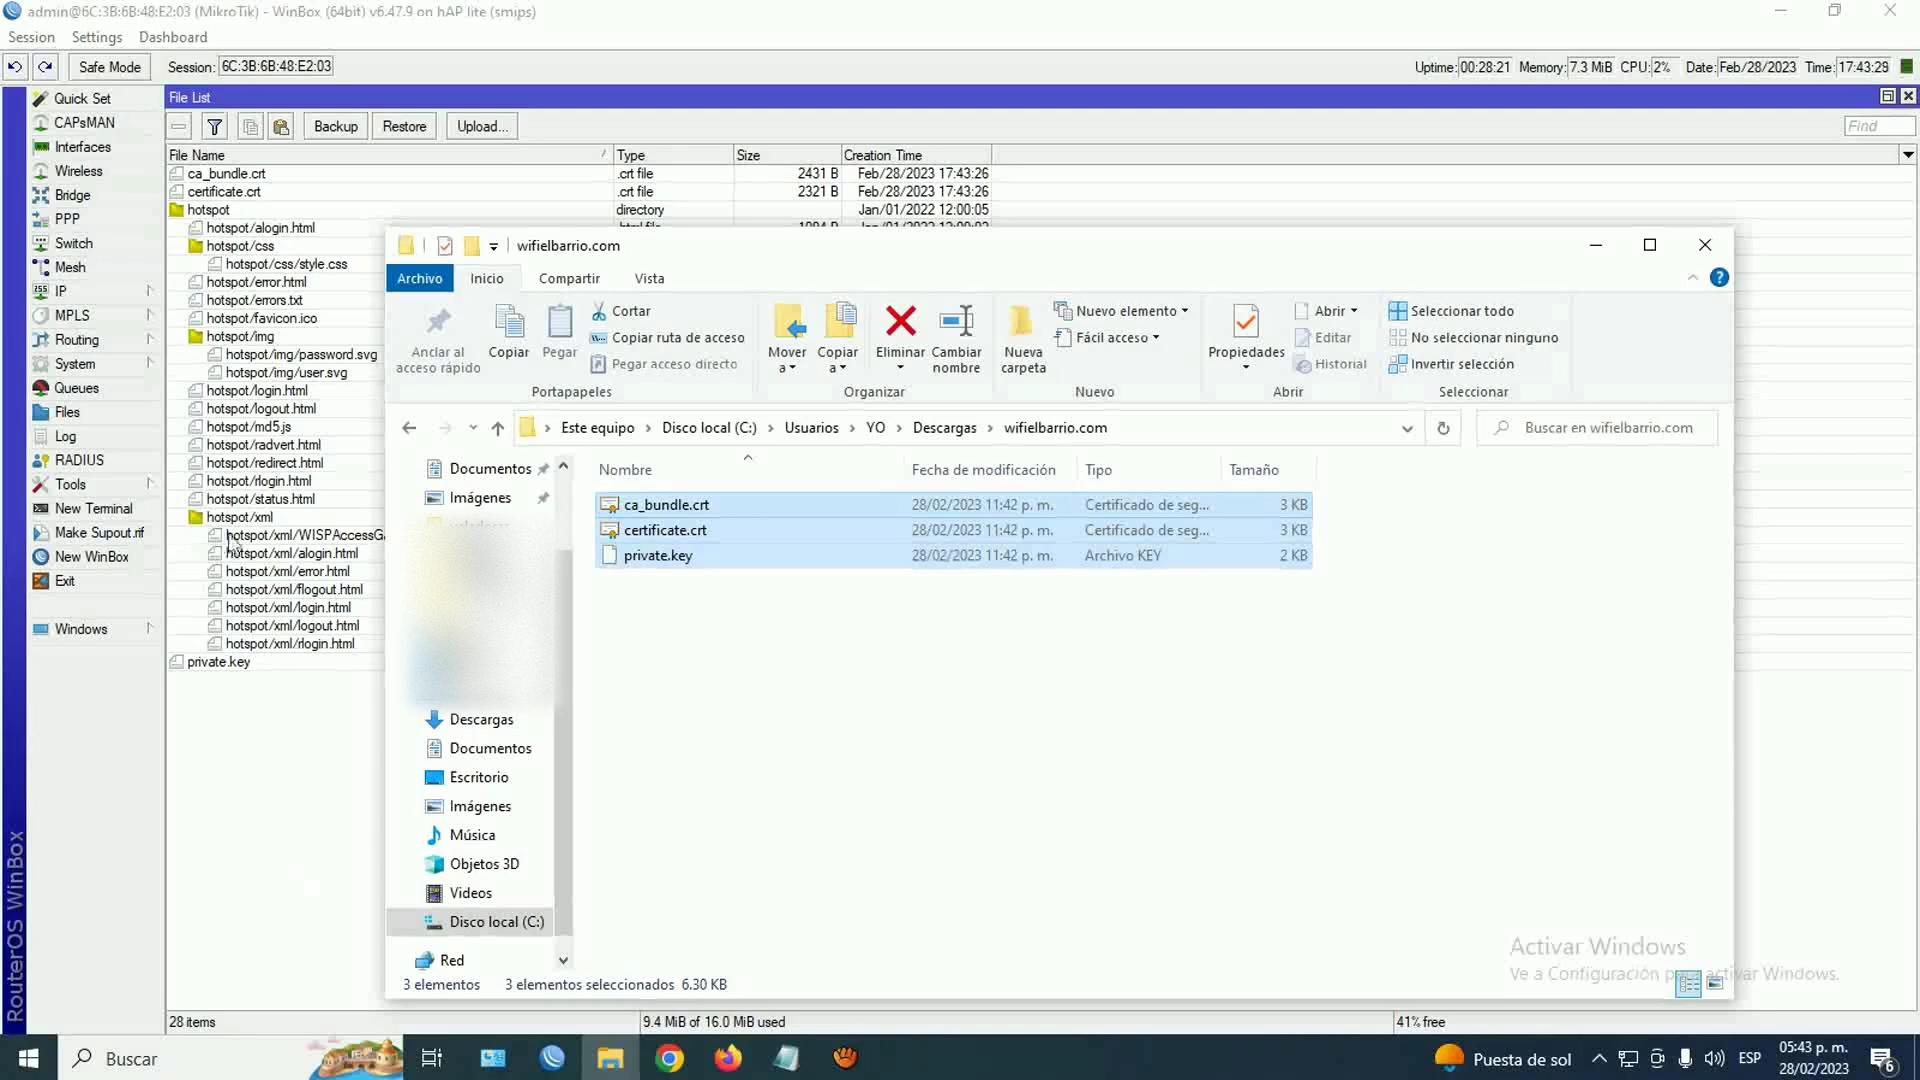 admin@6C:3B:6B:48:E2:03 (MikroTik) - WinBox (64bit) v6.47.9 on hAP lite (smips)
Session Settings Dashboard
Safe Mode Session: 6C:3B:6B:48:E2:03 Uptime: 00:28:21 Memory: 7.3 MiB CPU: 2% Date: Feb/28/2023 Time: 17:43:29
Quick Set
CAPsMAN
Interfaces
Wireless
Bridge
PPP
Switch
Mesh
IP
MPLS
Routing
System
Queues
Files
Log
RADIUS
Tools
New Terminal
Make Supout.rif
New WinBox
Exit
Windows
RouterOS WinBox
File List
Backup Restore Upload... Find
File Name Type Size Creation Time
ca_bundle.crt .crt file 2431 B Feb/28/2023 17:43:26
certificate.crt .crt file 2321 B Feb/28/2023 17:43:26
hotspot directory Jan/01/2022 12:00:05
hotspot/alogin.html
hotspot/css
hotspot/css/style.css
hotspot/error.html
hotspot/errors.txt
hotspot/favicon.ico
hotspot/img
hotspot/img/password.svg
hotspot/img/user.svg
hotspot/login.html
hotspot/logout.html
hotspot/md5.js
hotspot/radvert.html
hotspot/redirect.html
hotspot/rlogin.html
hotspot/status.html
hotspot/xml
hotspot/xml/WISPAccessGa
hotspot/xml/alogin.html
hotspot/xml/error.html
hotspot/xml/flogout.html
hotspot/xml/login.html
hotspot/xml/logout.html
hotspot/xml/rlogin.html
private.key
28 items 9.4 MiB of 16.0 MiB used 41% free
wifielbarrio.com
Archivo Inicio Compartir Vista
Anclar al acceso rápido
Copiar
Pegar
Cortar
Copiar ruta de acceso
Pegar acceso directo
Portapapeles
Mover a
Copiar a
Eliminar
Cambiar nombre
Organizar
Nueva carpeta
Nuevo elemento
Fácil acceso
Nuevo
Propiedades
Abrir
Editar
Historial
Abrir
Seleccionar todo
No seleccionar ninguno
Invertir selección
Seleccionar
Este equipo > Disco local (C:) > Usuarios > YO > Descargas > wifielbarrio.com
Buscar en wifielbarrio.com
Documentos
Imágenes
Descargas
Documentos
Escritorio
Imágenes
Música
Objetos 3D
Videos
Disco local (C:)
Red
Nombre Fecha de modificación Tipo Tamaño
ca_bundle.crt 28/02/2023 11:42 p. m. Certificado de seg... 3 KB
certificate.crt 28/02/2023 11:42 p. m. Certificado de seg... 3 KB
private.key 28/02/2023 11:42 p. m. Archivo KEY 2 KB
3 elementos 3 elementos seleccionados 6.30 KB
Activar Windows
Ve a Configuración para activar Windows.
Buscar
Puesta de sol
ESP
05:43 p. m.
28/02/2023
6